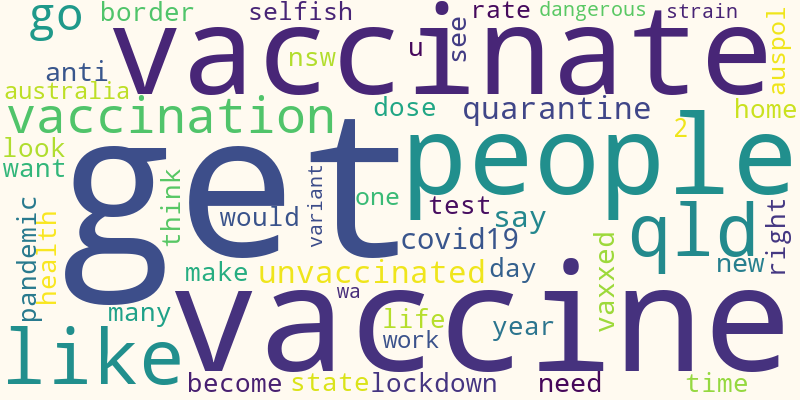 go border selfish rate dangerous strain
vaccinate
nsw u see auspol
anti
australia
vaccination dose quarantine 2 home
look
want get people
think variant one test say qld right
pandemic health would covid19 vaxxed new
make unvaccinated day
vaccine
wa
many life year
like work
become state lockdown need time